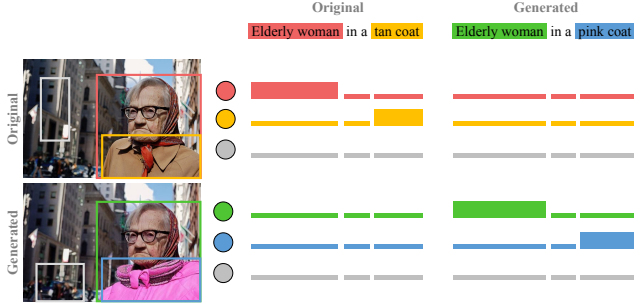 Original Generated
Elderly woman in a tan coat Elderly woman in a pink coat
Original
Generated